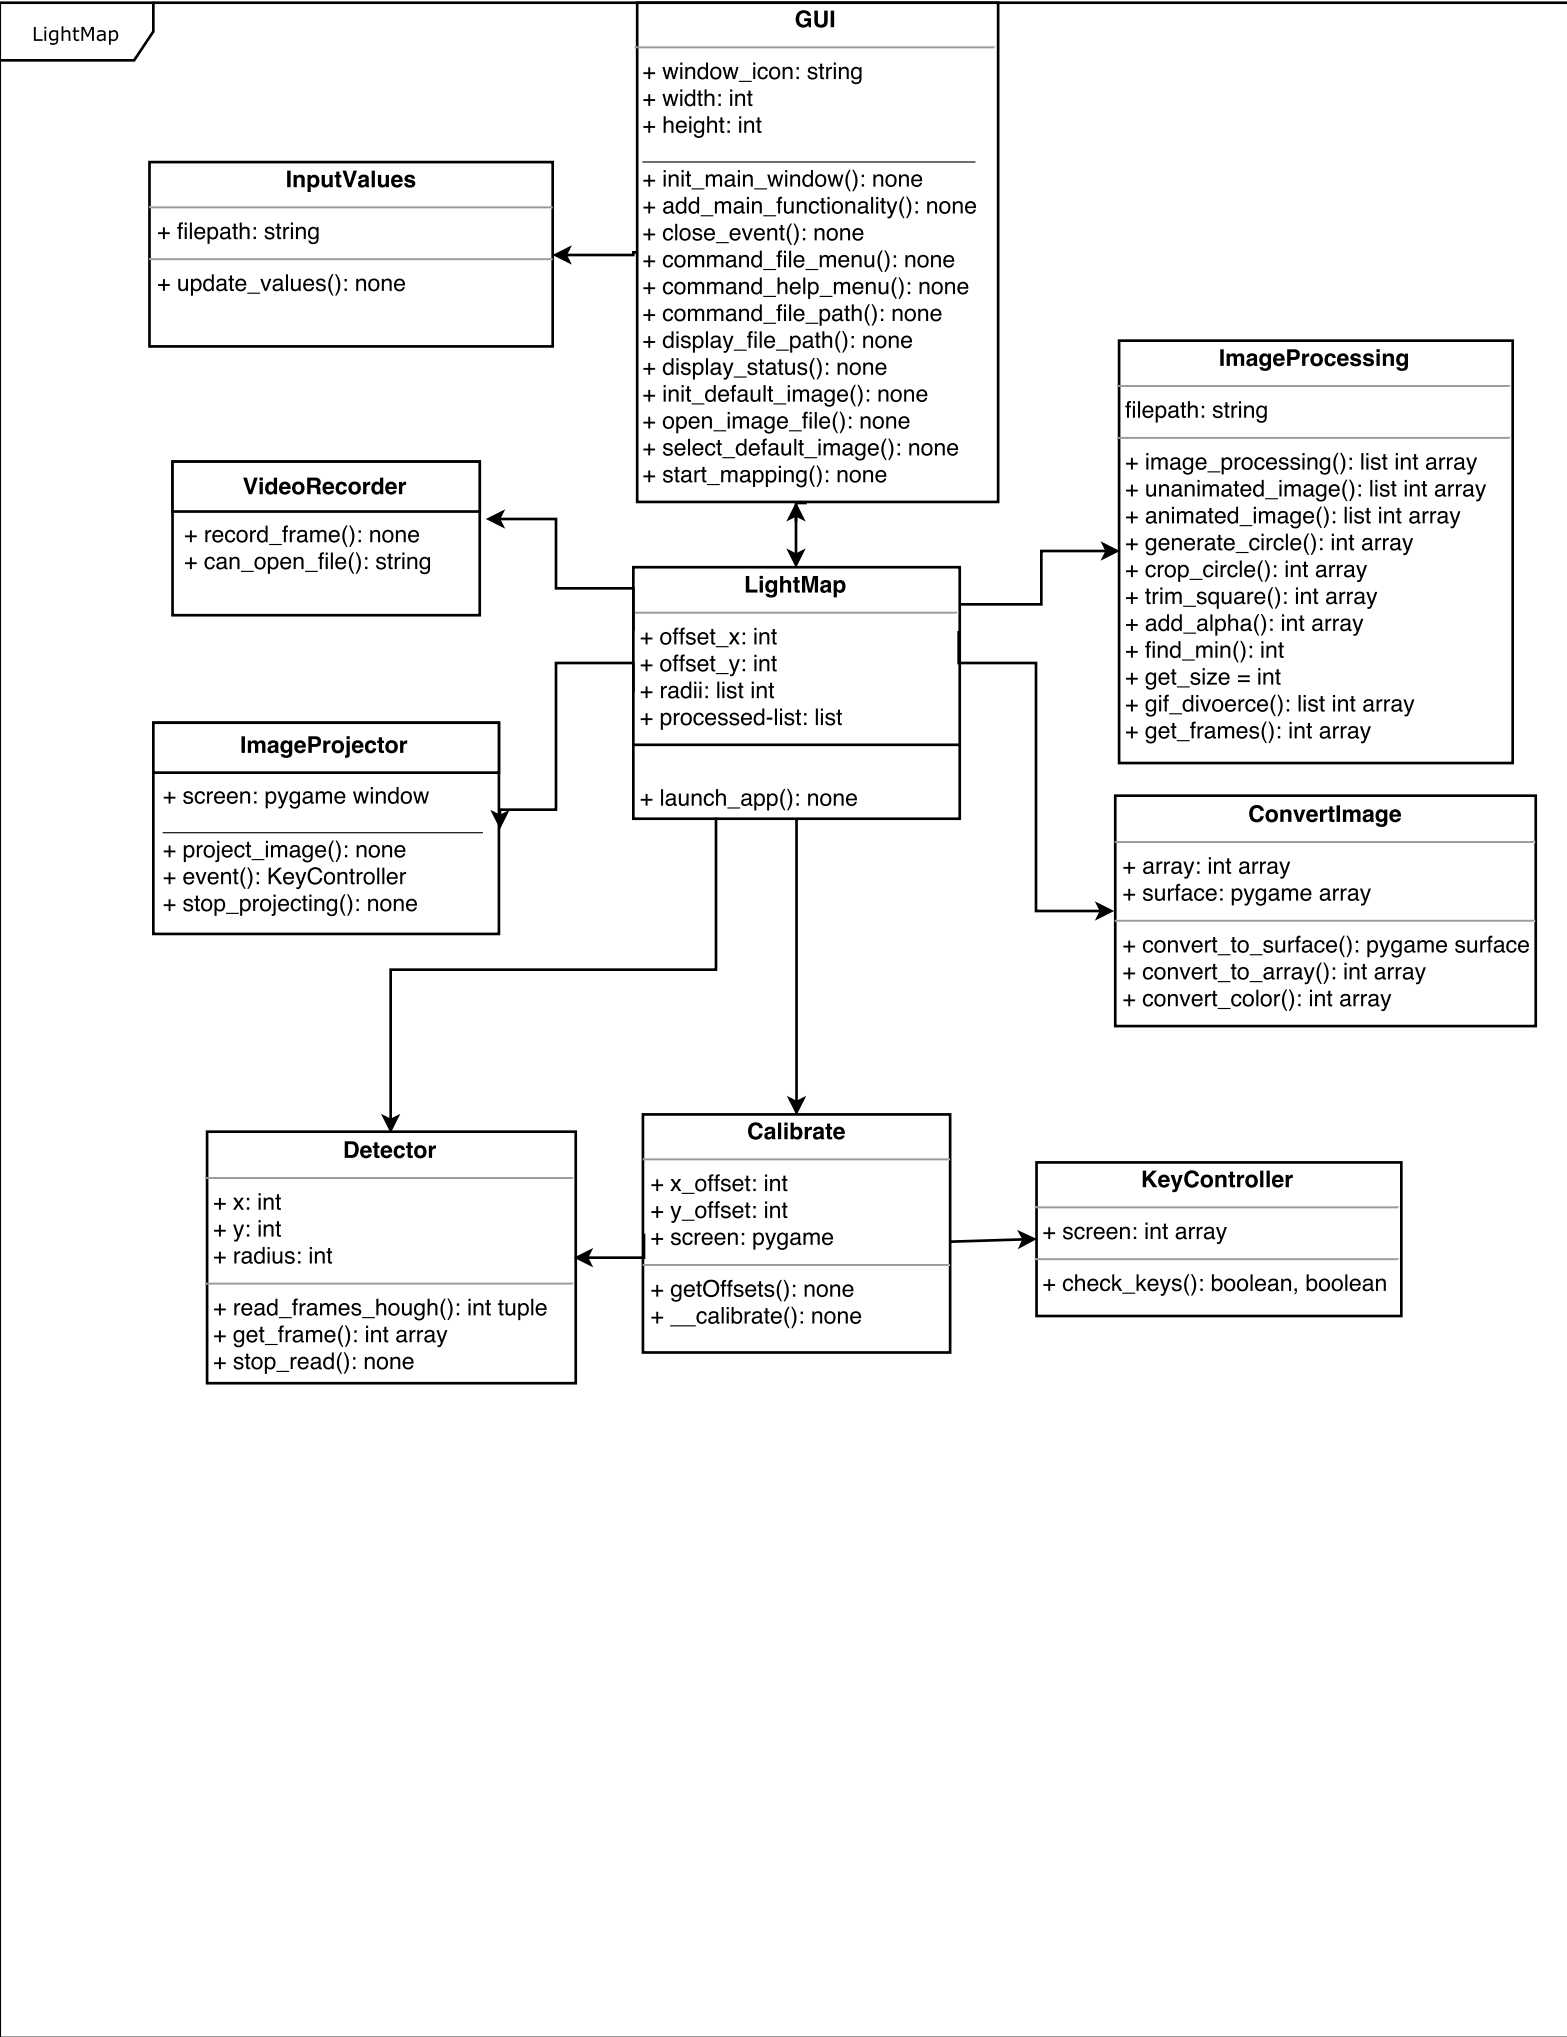 LightMap
GUI
+ window_icon: string
+ width: int
+ height: int
+ init_main_window(): none
+ add_main_functionality(): none
+ close_event(): none
+ command_file_menu(): none
+ command_help_menu(): none
+ command_file_path(): none
+ display_file_path(): none
+ display_status(): none
+ init_default_image(): none
+ open_image_file(): none
+ select_default_image(): none
+ start_mapping(): none
InputValues
+ filepath: string
+ update_values(): none
ImageProcessing
filepath: string
+ image_processing(): list int array
+ unanimated_image(): list int array
+ animated_image(): list int array
+ generate_circle(): int array
+ crop_circle(): int array
+ trim_square(): int array
+ add_alpha(): int array
+ find_min(): int
+ get_size = int
+ gif_divoerce(): list int array
+ get_frames(): int array
VideoRecorder
+ record_frame(): none
+ can_open_file(): string
LightMap
+ offset_x: int
+ offset_y: int
+ radii: list int
+ processed-list: list
+ launch_app(): none
ImageProjector
+ screen: pygame window
+ project_image(): none
+ event(): KeyController
+ stop_projecting(): none
ConvertImage
+ array: int array
+ surface: pygame array
+ convert_to_surface(): pygame surface
+ convert_to_array(): int array
+ convert_color(): int array
Detector
+ x: int
+ y: int
+ radius: int
+ read_frames_hough(): int tuple
+ get_frame(): int array
+ stop_read(): none
Calibrate
+ x_offset: int
+ y_offset: int
+ screen: pygame
+ getOffsets(): none
+ __calibrate(): none
KeyController
+ screen: int array
+ check_keys(): boolean, boolean